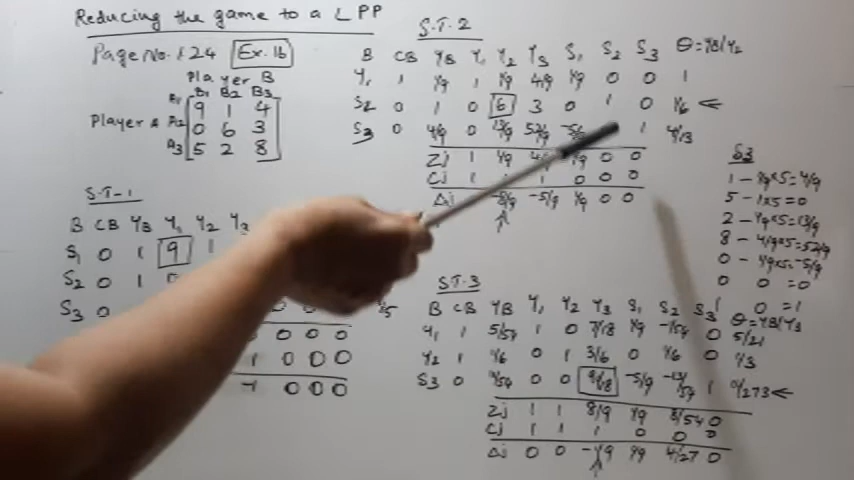 Reducing the game to a LPP
Page No. 124 Ex. 16
Player B
B1 B2 B3
9 1 4
Player A A2 0 6 3
A3 5 2 8
S.T-1
B CB YB Y1 Y2 Y3
S1 0 1 9 1
S2 0 1
S3 0
0 0 0
1 0 0 0
0 0 0
S.T-2
B CB YB Y1 Y2 Y3 S1 S2 S3 θ=YB/Y2
Y1 1 1/9 1 1/9 4/9 1/9 0 0 1
S2 0 1 0 6 3 0 1 0 1/6 ←
S3 0 4/9 0 13/9 52/9 -5/9 1 4/13
Zj 1 1/9 1/9 0 0
Cj 1 1 1 0 0 0
Δj -8/9 -5/9 1/9 0 0
S3
1 - 1/9x5=4/9
5 - 1x5=0
2 - 1/9x5=13/9
8 - 4/9x5=52/9
0 - 1/9x5=-5/9
0 0 =0
1 0 =1
S.T-3
B CB YB Y1 Y2 Y3 S1 S2 S3 θ=YB/Y3
Y1 1 5/54 1 0 7/18 1/9 -1/54 0 5/21
Y2 1 1/6 0 1 3/6 0 1/6 0 1/3
S3 0 0 0 -5/9 -13/54 1 ←
Zj 1 1 8/9 1/9 8/54 0
Cj 1 1 1 0 0 0
Δj 0 0 -1/9 1/9 4/27 0